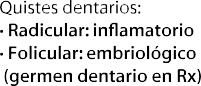 Quistes dentarios:
· Radicular: inflamatorio
· Folicular: embriológico
(germen dentario en Rx)